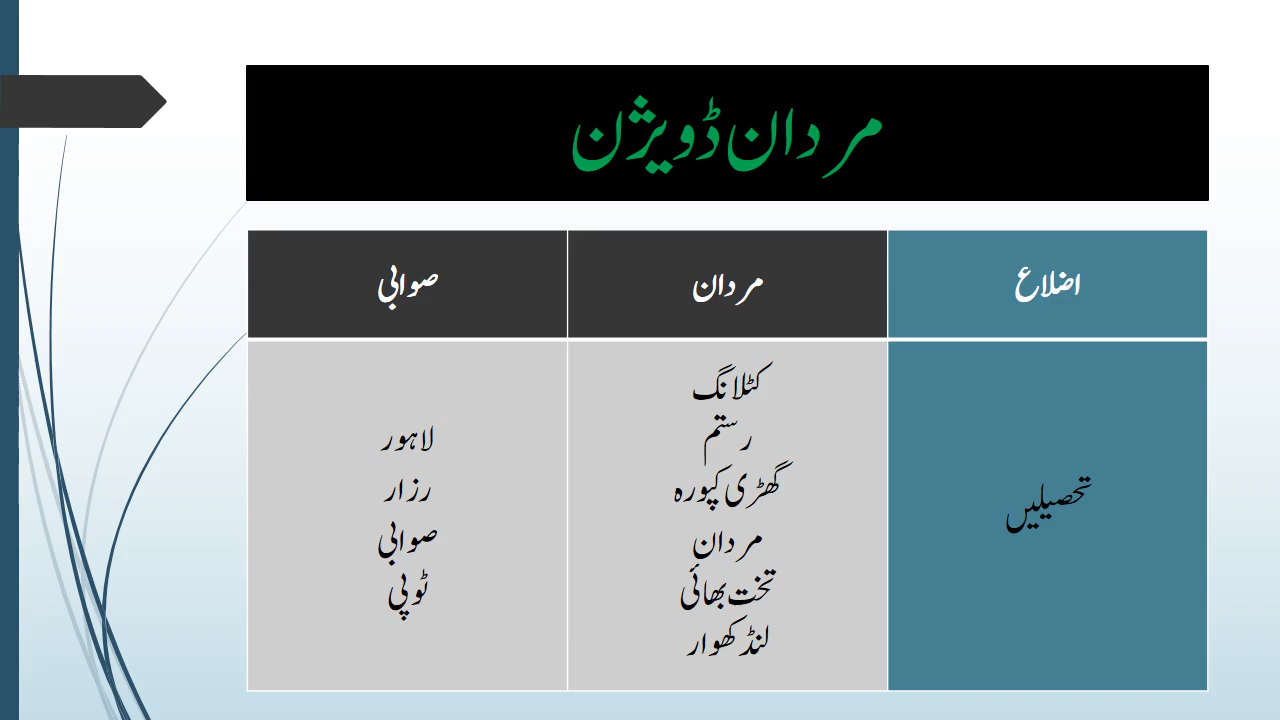 مردان ڈویژن
اضلاع
مردان
صوابی
تحصیلیں
کٹلانگ
رستم
گھڑی کپورہ
مردان
تخت بھائی
لنڈ کھوار
لاہور
رزار
صوابی
ٹوپی